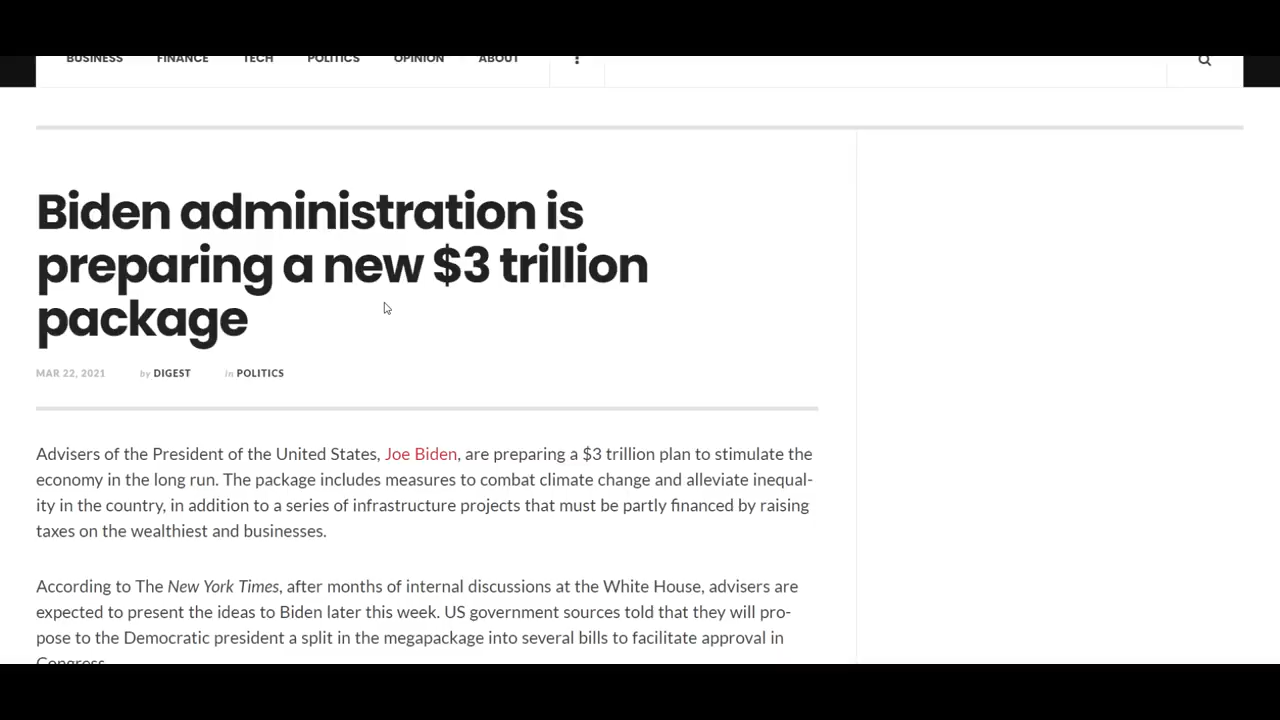 BUSINESS FINANCE TECH POLITICS OPINION ABOUT
Biden administration is
preparing a new $3 trillion
package
MAR 22, 2021 by DIGEST in POLITICS
Advisers of the President of the United States, Joe Biden, are preparing a $3 trillion plan to stimulate the
economy in the long run. The package includes measures to combat climate change and alleviate inequal-
ity in the country, in addition to a series of infrastructure projects that must be partly financed by raising
taxes on the wealthiest and businesses.
According to The New York Times, after months of internal discussions at the White House, advisers are
expected to present the ideas to Biden later this week. US government sources told that they will pro-
pose to the Democratic president a split in the megapackage into several bills to facilitate approval in
Congress.